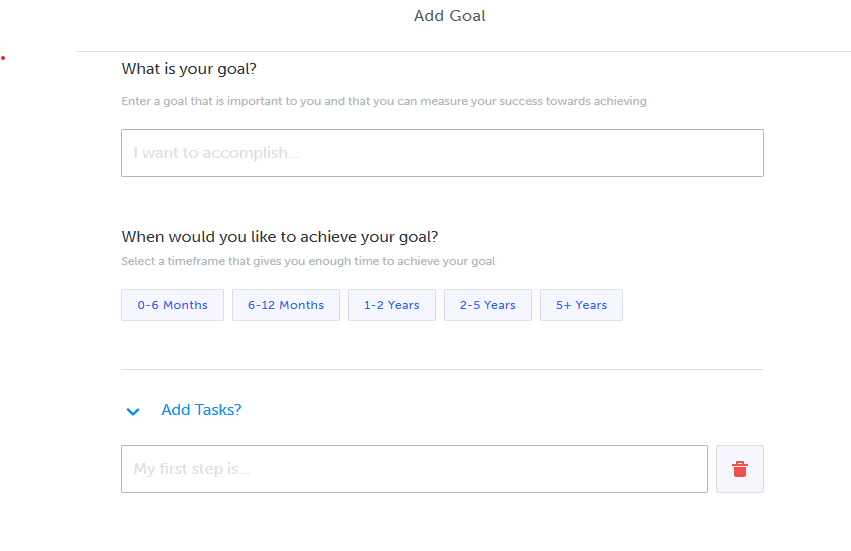 Add Goal
What is your goal?
Enter a goal that is important to you and that you can measure your success towards achieving
I want to accomplish...
When would you like to achieve your goal?
Select a timeframe that gives you enough time to achieve your goal
0-6 Months 6-12 Months 1-2 Years 2-5 Years 5+ Years
Add Tasks?
My first step is...